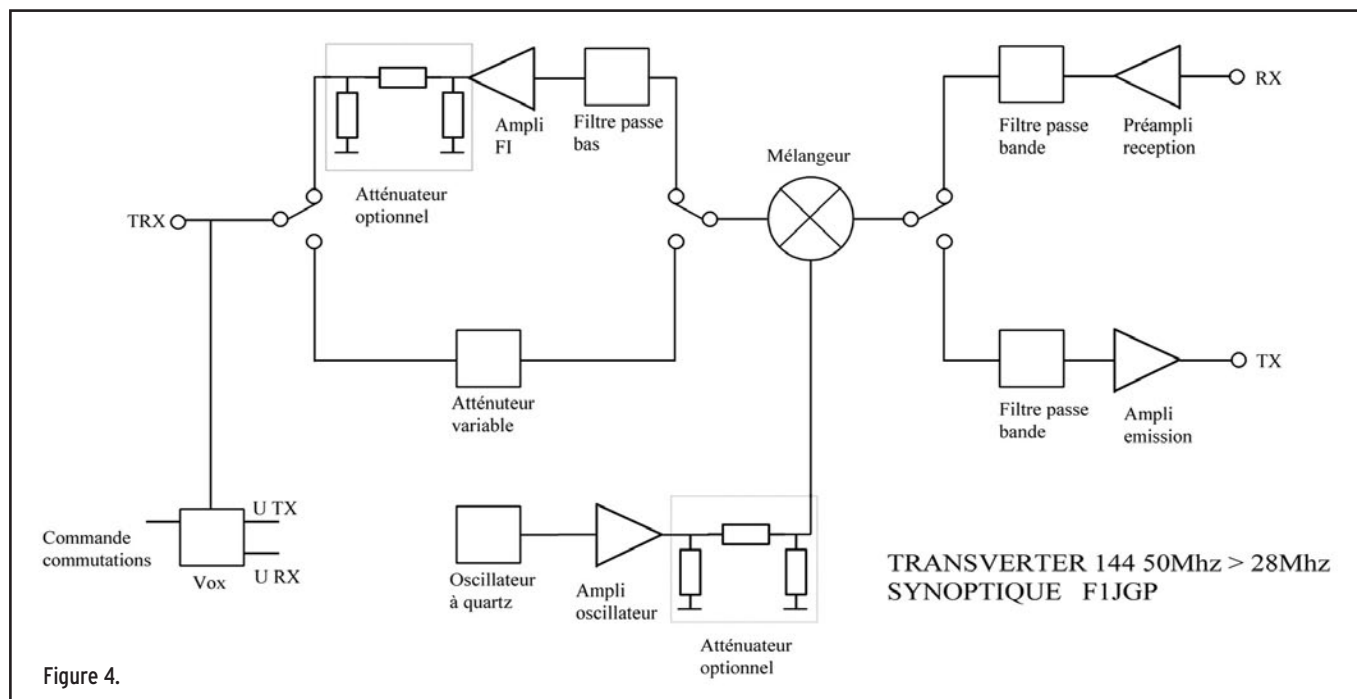 Ampli
FI
Filtre passe
bas
Atténuateur
optionnel
TRX
Mélangeur
Filtre passe
bande
Préampli
reception
RX
Atténuteur
variable
Filtre passe
bande
Ampli
emission
TX
Commande
commutations
U TX
U RX
Vox
Oscillateur
à quartz
Ampli
oscillateur
Atténuateur
optionnel
TRANSVERTER 144 50Mhz > 28Mhz
SYNOPTIQUE F1JGP
Figure 4.